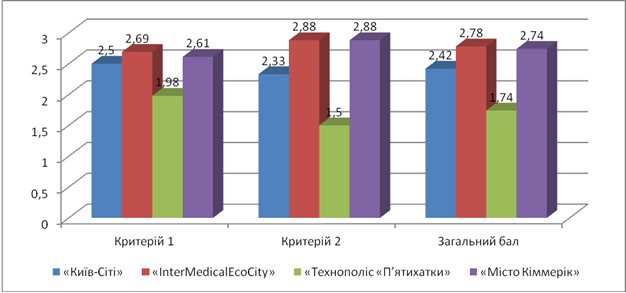 3
2,5
2
1,5
1
0,5
0
2,5
2,69
1,98
2,61
2,33
2,88
1,5
2,88
2,42
2,78
1,74
2,74
Критерій 1
Критерій 2
Загальний бал
«Київ-Сіті»
«InterMedicalEcoCity»
«Технополіс «П’ятихатки»
«Місто Кіммерік»